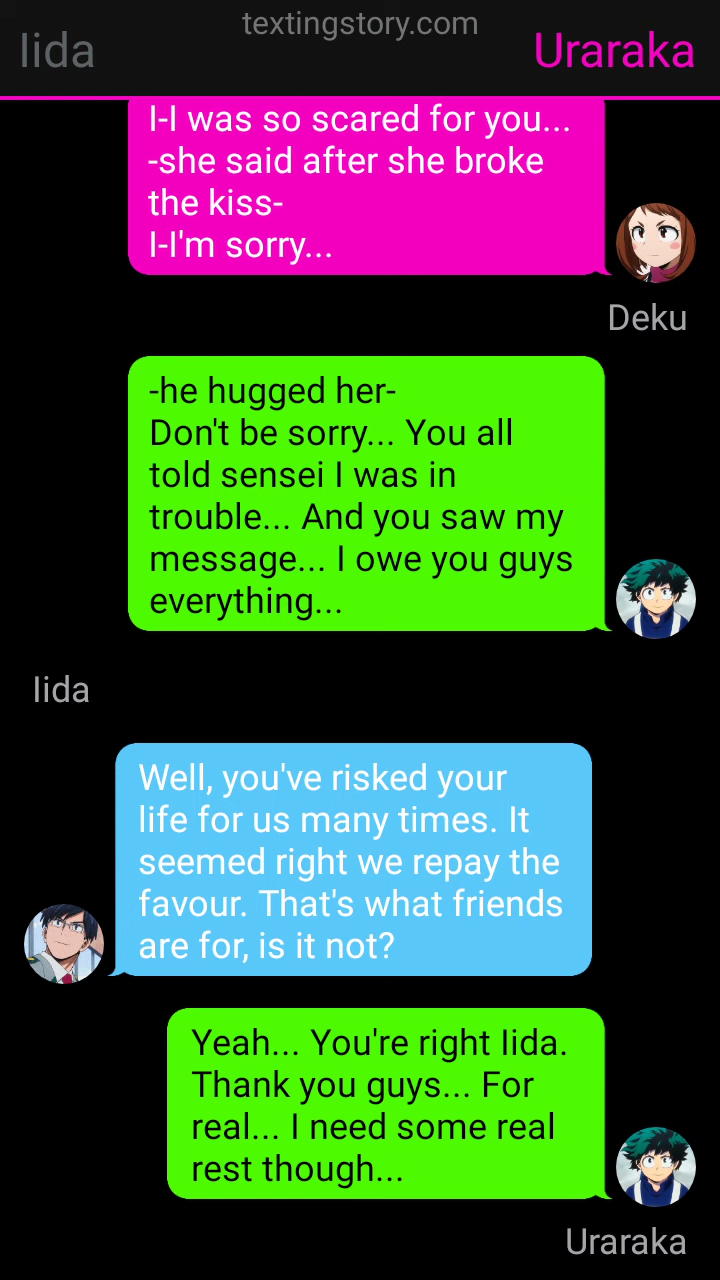 textingstory.com
Iida
Uraraka
I-I was so scared for you...
-she said after she broke
the kiss-
I-I'm sorry...
Deku
-he hugged her-
Don't be sorry... You all
told sensei I was in
trouble... And you saw my
message... I owe you guys
everything...
Iida
Well, you've risked your
life for us many times. It
seemed right we repay the
favour. That's what friends
are for, is it not?
Yeah... You're right Iida.
Thank you guys... For
real... I need some real
rest though...
Uraraka